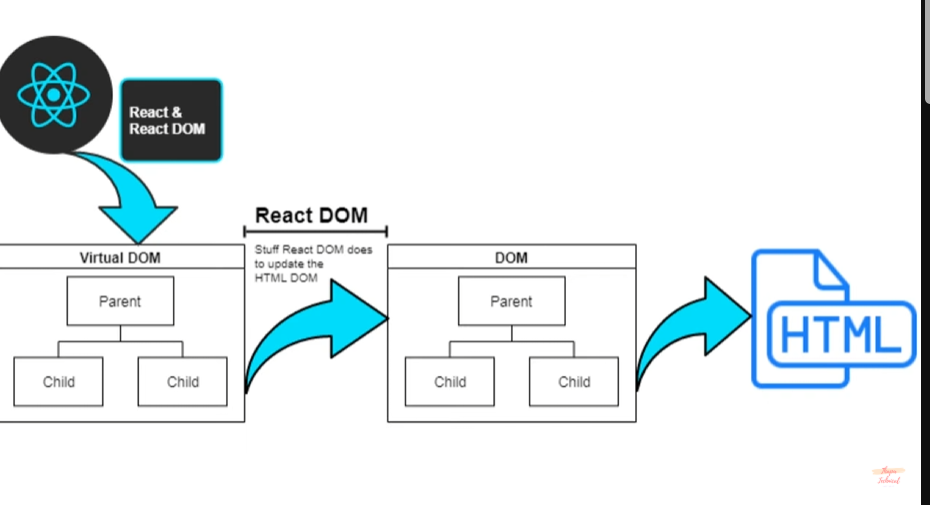 React &
React DOM
React DOM
Stuff React DOM does
to update the
HTML DOM
Virtual DOM
Parent
Child
Child
DOM
Parent
Child
Child
HTML